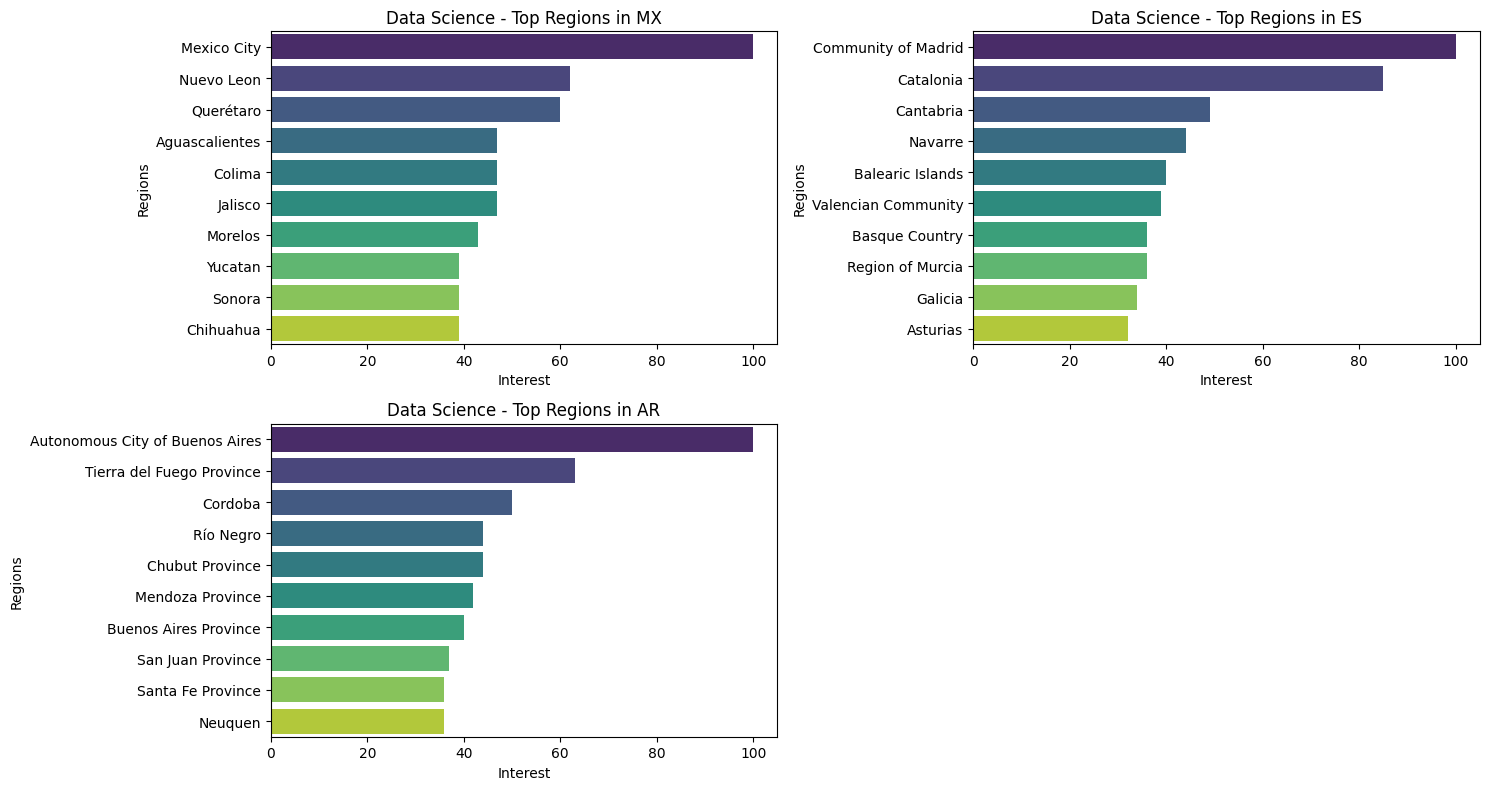 Data Science - Top Regions in MX
Regions
Mexico City
Nuevo Leon
Querétaro
Aguascalientes
Colima
Jalisco
Morelos
Yucatan
Sonora
Chihuahua
0 20 40 60 80 100
Interest
Data Science - Top Regions in ES
Regions
Community of Madrid
Catalonia
Cantabria
Navarre
Balearic Islands
Valencian Community
Basque Country
Region of Murcia
Galicia
Asturias
0 20 40 60 80 100
Interest
Data Science - Top Regions in AR
Regions
Autonomous City of Buenos Aires
Tierra del Fuego Province
Cordoba
Río Negro
Chubut Province
Mendoza Province
Buenos Aires Province
San Juan Province
Santa Fe Province
Neuquen
0 20 40 60 80 100
Interest